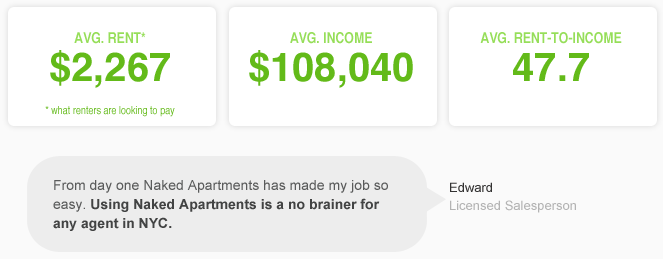 AVG. RENT*
$2,267
* what renters are looking to pay
AVG. INCOME
$108,040
AVG. RENT-TO-INCOME
47.7
From day one Naked Apartments has made my job so
easy. Using Naked Apartments is a no brainer for
any agent in NYC.
Edward
Licensed Salesperson